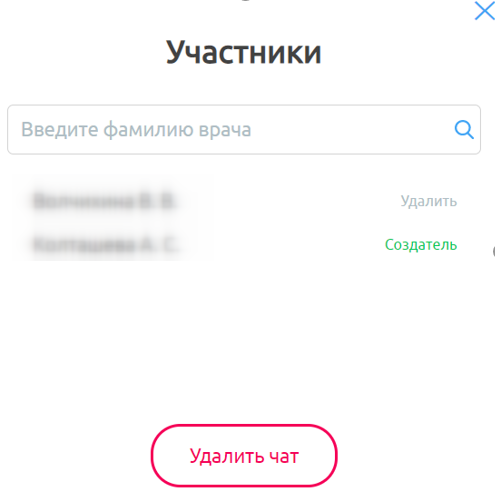 Участники
Введите фамилию врача
Удалить
Создатель
Удалить чат